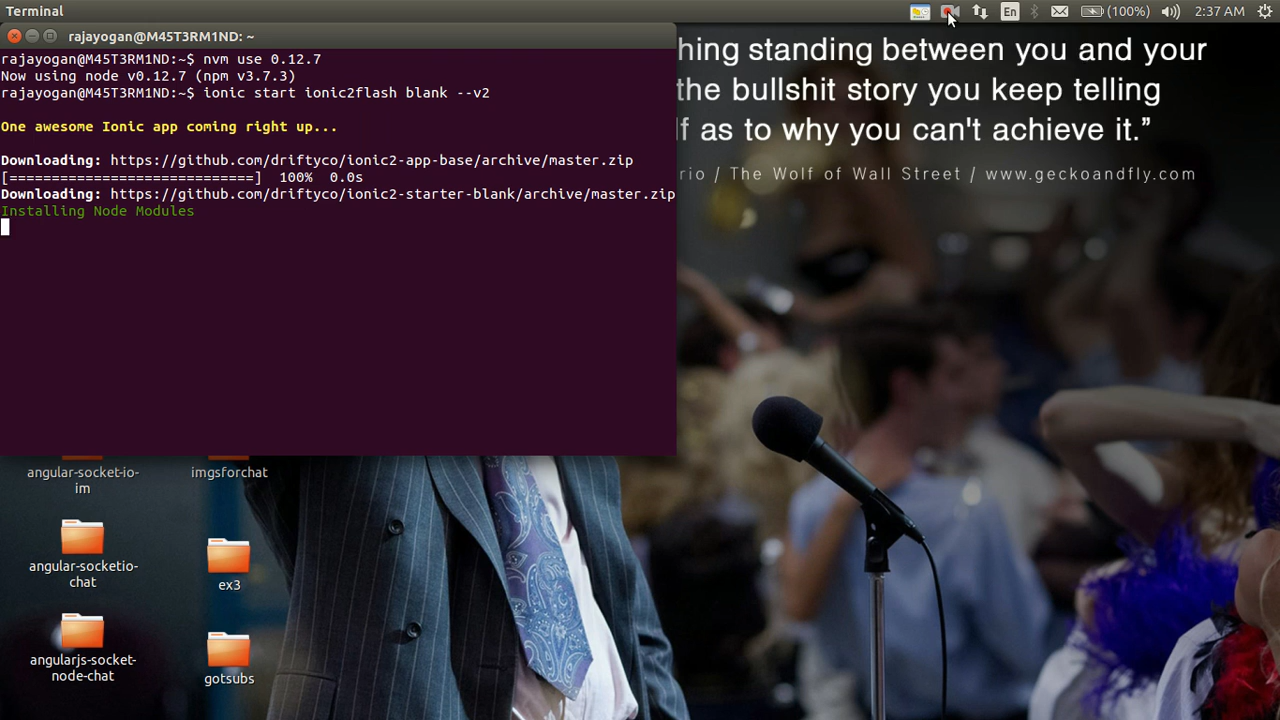 Terminal
En
(100%)
2:37 AM
rajayogan@M45T3RM1ND: ~
rajayogan@M45T3RM1ND:~$ nvm use 0.12.7
Now using node v0.12.7 (npm v3.7.3)
rajayogan@M45T3RM1ND:~$ ionic start ionic2flash blank --v2
One awesome Ionic app coming right up...
Downloading: https://github.com/driftyco/ionic2-app-base/archive/master.zip
[=============================] 100% 0.0s
Downloading: https://github.com/driftyco/ionic2-starter-blank/archive/master.zip
Installing Node Modules
hing standing between you and your
the bullshit story you keep telling
lf as to why you can't achieve it.”
rio / The Wolf of Wall Street / www.geckoandfly.com
angular-socket-io-
im
imgsforchat
angular-socketio-
chat
ex3
angularjs-socket-
node-chat
gotsubs